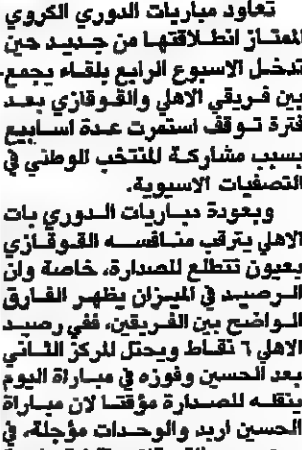 تعاود مباريات الدوري الكروي
الممتاز انطلاقتها من جديد حين
تدخل الاسبوع الرابع بلقاء يجمع
بين فريقي الاهلي والقوقازي بعد
فترة توقف استمرت عدة اسابيع
بسبب مشاركة المنتخب الوطني في
التصفيات الاسيوية.
وبعودة مباريات الدوري بات
الاهلي يترقب منافسه القوقازي
بعيون تتطلع للصدارة، خاصة وان
الرصيد في الميزان يظهر الفارق
الواضح بين الفريقين، ففي رصيد
الاهلي ٦ نقاط ويحتل المركز الثاني
بعد الحسين وفوزه في مباراة اليوم
ينقله للصدارة مؤقتا لان مباراة
الحسين اربد والوحدات مؤجلة، في